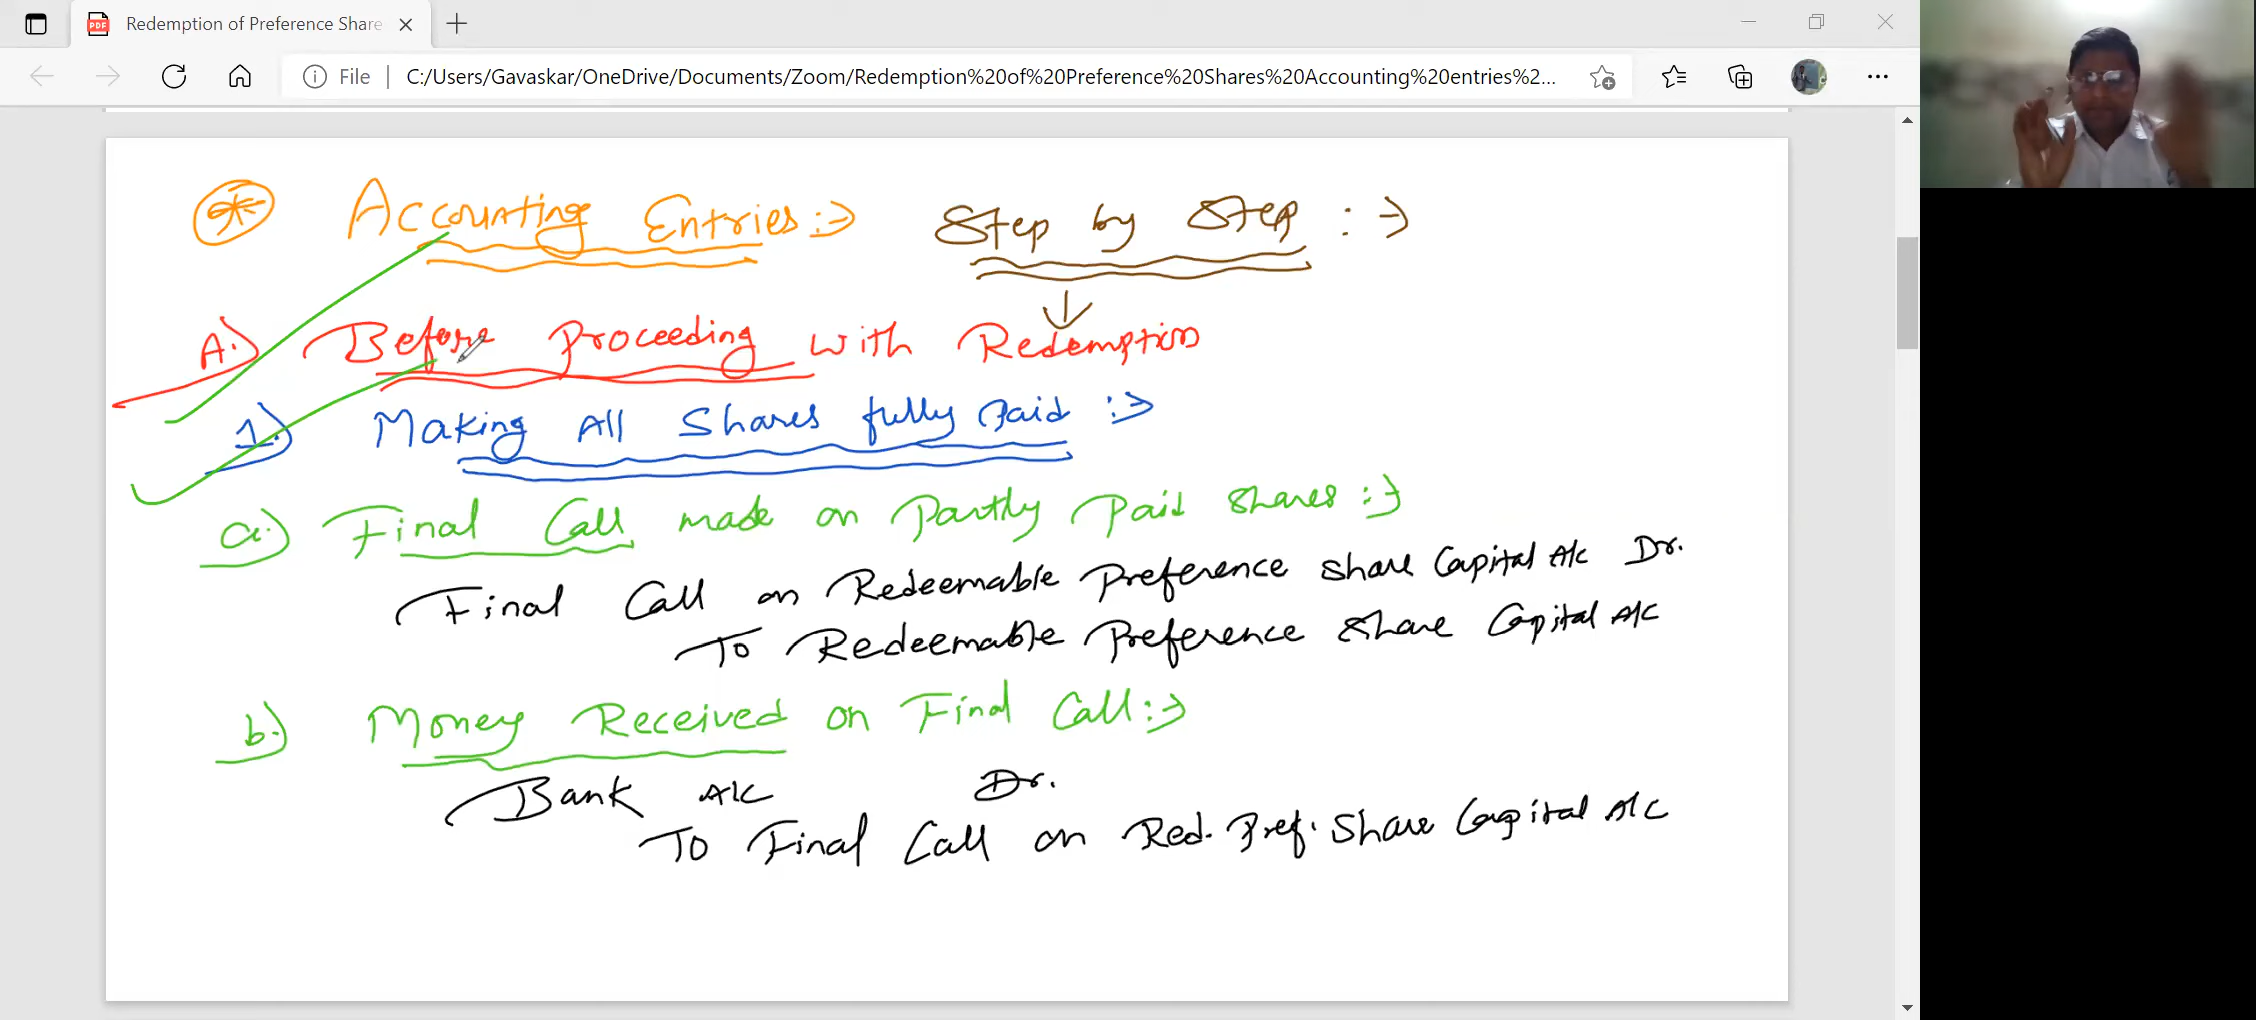 Redemption of Preference Share
File
C:/Users/Gavaskar/OneDrive/Documents/Zoom/Redemption%20of%20Preference%20Shares%20Accounting%20entries%2...
Accounting Entries :→ Step by Step :→
A.) Before Proceeding with Redemption
1.) Making All Shares fully Paid :→
a.) Final Call made on Partly Paid Shares :→
Final Call on Redeemable Preference Share Capital A/c Dr.
To Redeemable Preference Share Capital A/c
b.) Money Received on Final Call :→
Bank A/c Dr.
To Final Call on Red. Pref. Share Capital A/c